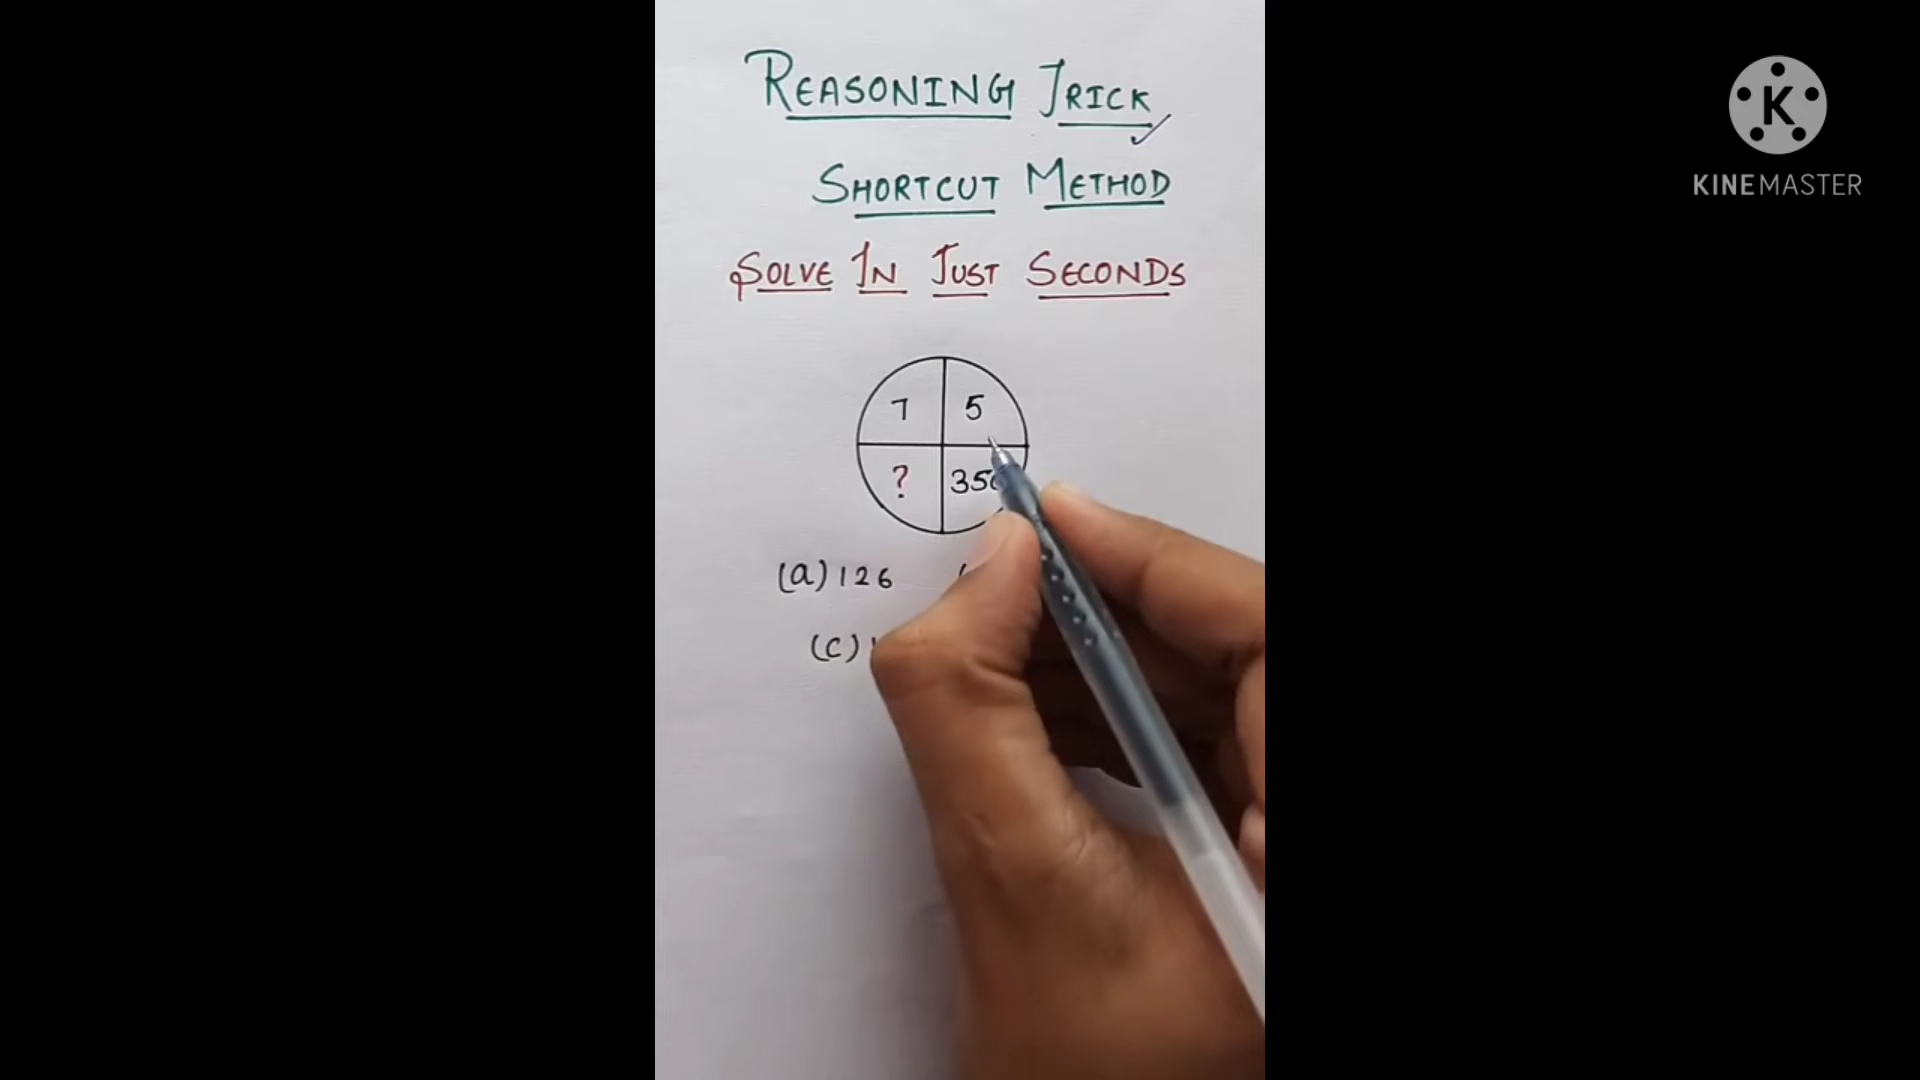 REASONING TRICK
SHORTCUT METHOD
SOLVE IN JUST SECONDS
7 5
? 
(a) 126
(c)
K
KINEMASTER